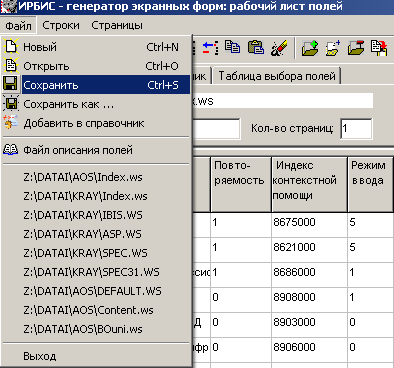 ИРБИС - генератор экранных форм: рабочий лист полей
Файл Строки Страницы
Новый Ctrl+N
Открыть Ctrl+O
Сохранить Ctrl+S
Сохранить как ...
Добавить в справочник
Файл описания полей
Z:\DATAI\AOS\Index.ws
Z:\DATAI\KRAY\Index.ws
Z:\DATAI\KRAY\IBIS.WS
Z:\DATAI\KRAY\ASP.WS
Z:\DATAI\KRAY\SPEC.WS
Z:\DATAI\KRAY\SPEC31.WS
Z:\DATAI\AOS\DEFAULT.WS
Z:\DATAI\AOS\Content.ws
Z:\DATAI\AOS\BOuni.ws
Выход
Таблица выбора полей
Кол-во страниц: 1
Повто-
ряемость
Индекс
контекстной
помощи
Режим
ввода
1 8675000 5
1 8621000 5
1 8686000 1
0 8908000 1
0 8903000 0
0 8906000 0